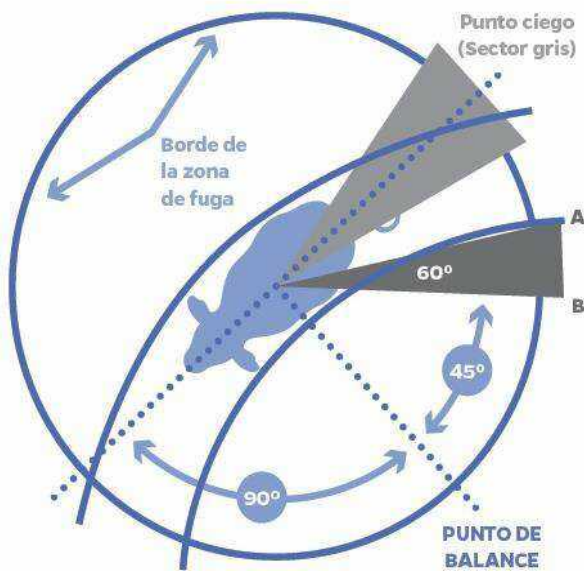 Punto ciego
(Sector gris)
Borde de
la zona
de fuga
A
60º
B
45º
90º
PUNTO DE
BALANCE